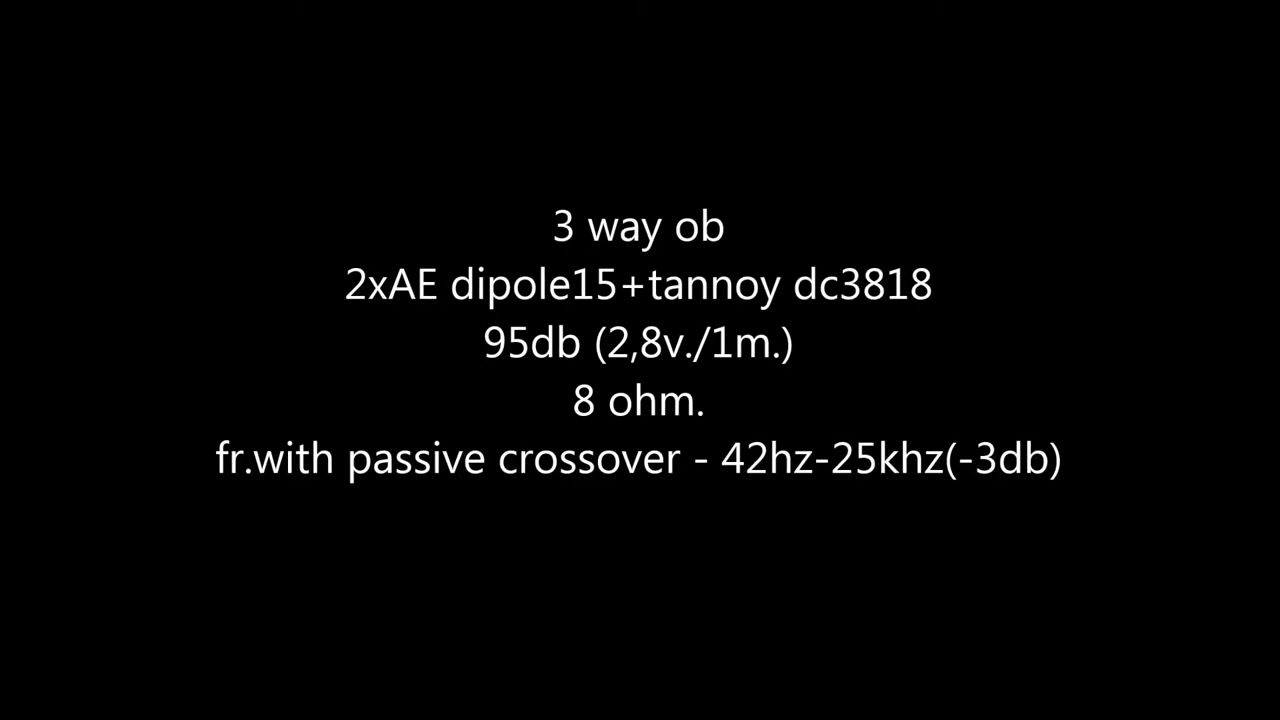 3 way ob
2xAE dipole15+tannoy dc3818
95db (2,8v./1m.)
8 ohm.
fr.with passive crossover - 42hz-25khz(-3db)